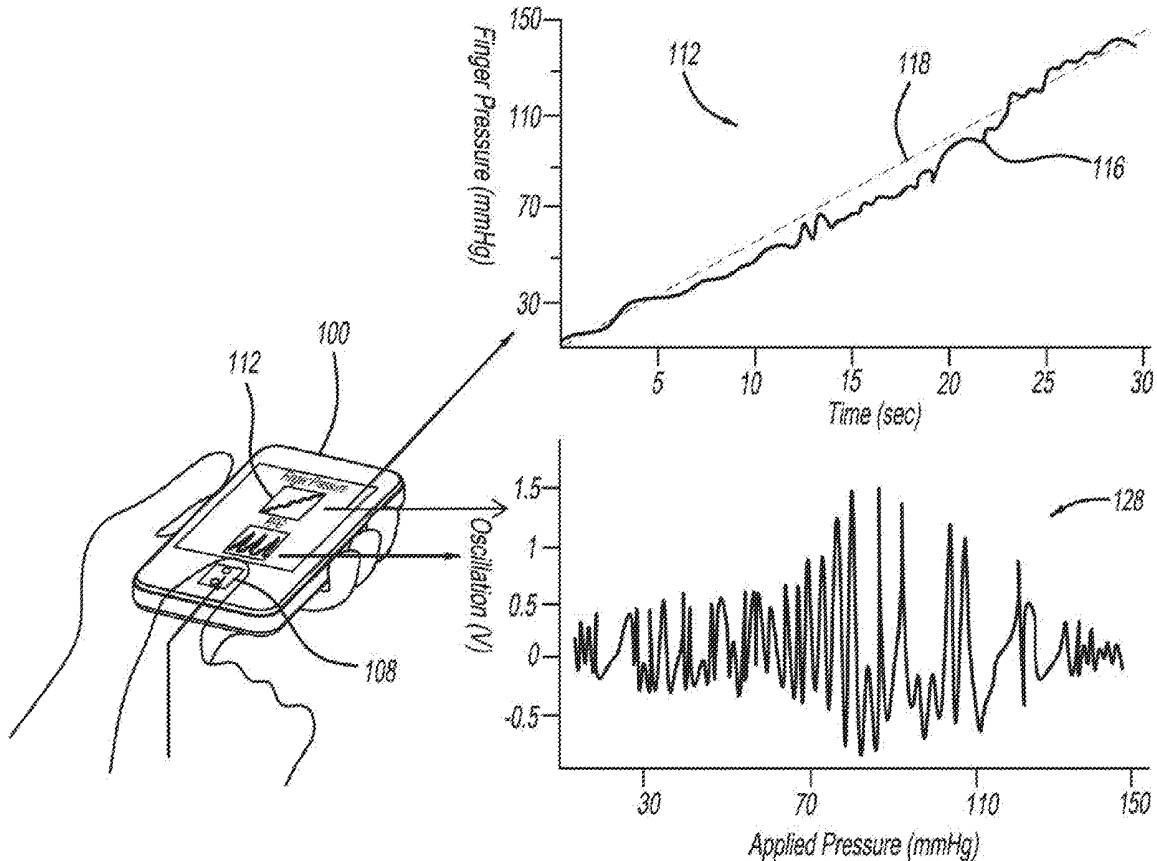 150
110
70
30
Finger Pressure (mmHg)
112
118
116
5 10 15 20 25 30
Time (sec)
100
112
Finger Pressure
108
1.5
1
0.5
0
-0.5
Oscillation (V)
128
30 70 110 150
Applied Pressure (mmHg)